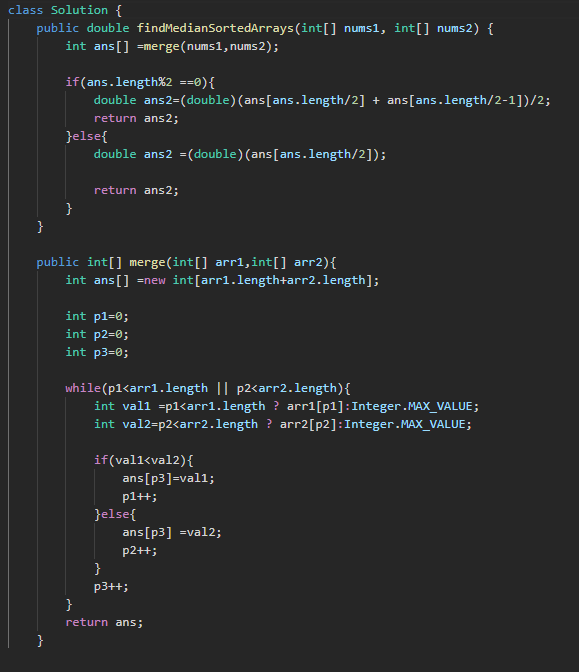 class Solution {
    public double findMedianSortedArrays(int[] nums1, int[] nums2) {
        int ans[] =merge(nums1,nums2);

        if(ans.length%2 ==0){
            double ans2=(double)(ans[ans.length/2] + ans[ans.length/2-1])/2;
            return ans2;
        }else{
            double ans2 =(double)(ans[ans.length/2]);

            return ans2;
        }
    }

    public int[] merge(int[] arr1,int[] arr2){
        int ans[] =new int[arr1.length+arr2.length];

        int p1=0;
        int p2=0;
        int p3=0;

        while(p1<arr1.length || p2<arr2.length){
            int val1 =p1<arr1.length ? arr1[p1]:Integer.MAX_VALUE;
            int val2=p2<arr2.length ? arr2[p2]:Integer.MAX_VALUE;

            if(val1<val2){
                ans[p3]=val1;
                p1++;
            }else{
                ans[p3] =val2;
                p2++;
            }
            p3++;
        }
        return ans;
    }